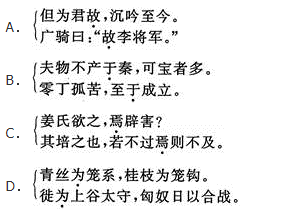 A. 但为君故，沉吟至今。
广骑曰：“故李将军。”
B. 夫物不产于秦，可宝者多。
零丁孤苦，至于成立。
C. 姜氏欲之，焉辟害？
其培之也，若不过焉则不及。
D. 青丝为笼系，桂枝为笼钩。
徙为上谷太守，匈奴日以合战。